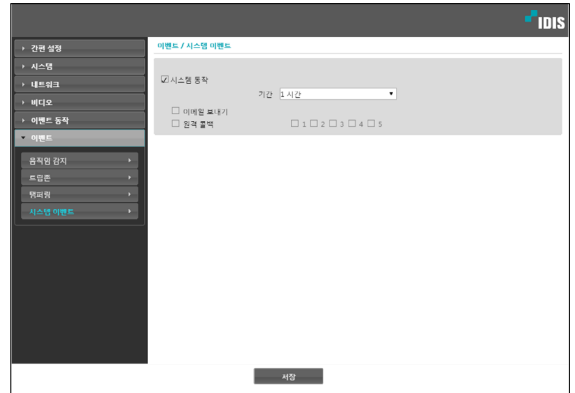 IDIS
간편 설정
시스템
네트워크
비디오
이벤트 동작
이벤트
움직임 감지
트립존
탬퍼링
시스템 이벤트
이벤트 / 시스템 이벤트
시스템 동작
기간 1 시간
이메일 보내기
원격 콜백 1 2 3 4 5
저장